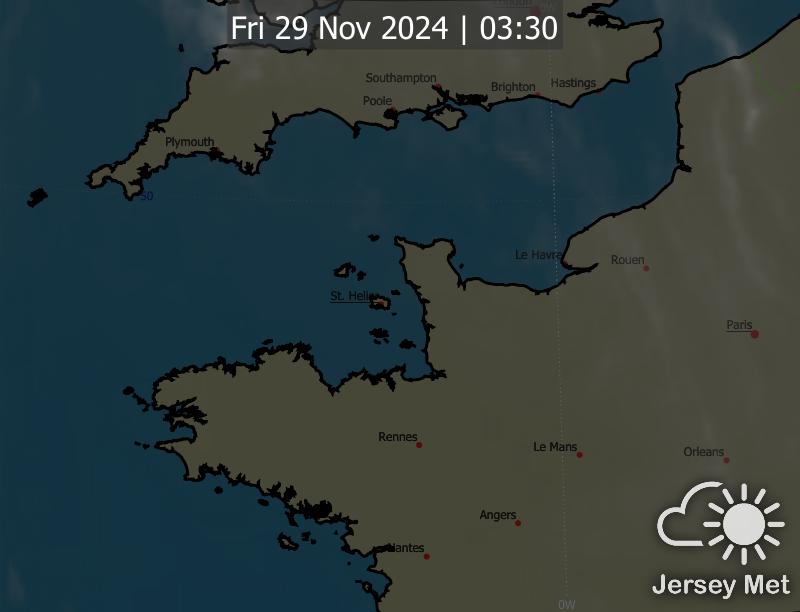 London
Fri 29 Nov 2024 | 03:30
Southampton
Brighton
Hastings
Poole
Plymouth
50
Le Havre
Rouen
St. Helier
Paris
Rennes
Le Mans
Orleans
Angers
Nantes
Jersey Met
0W